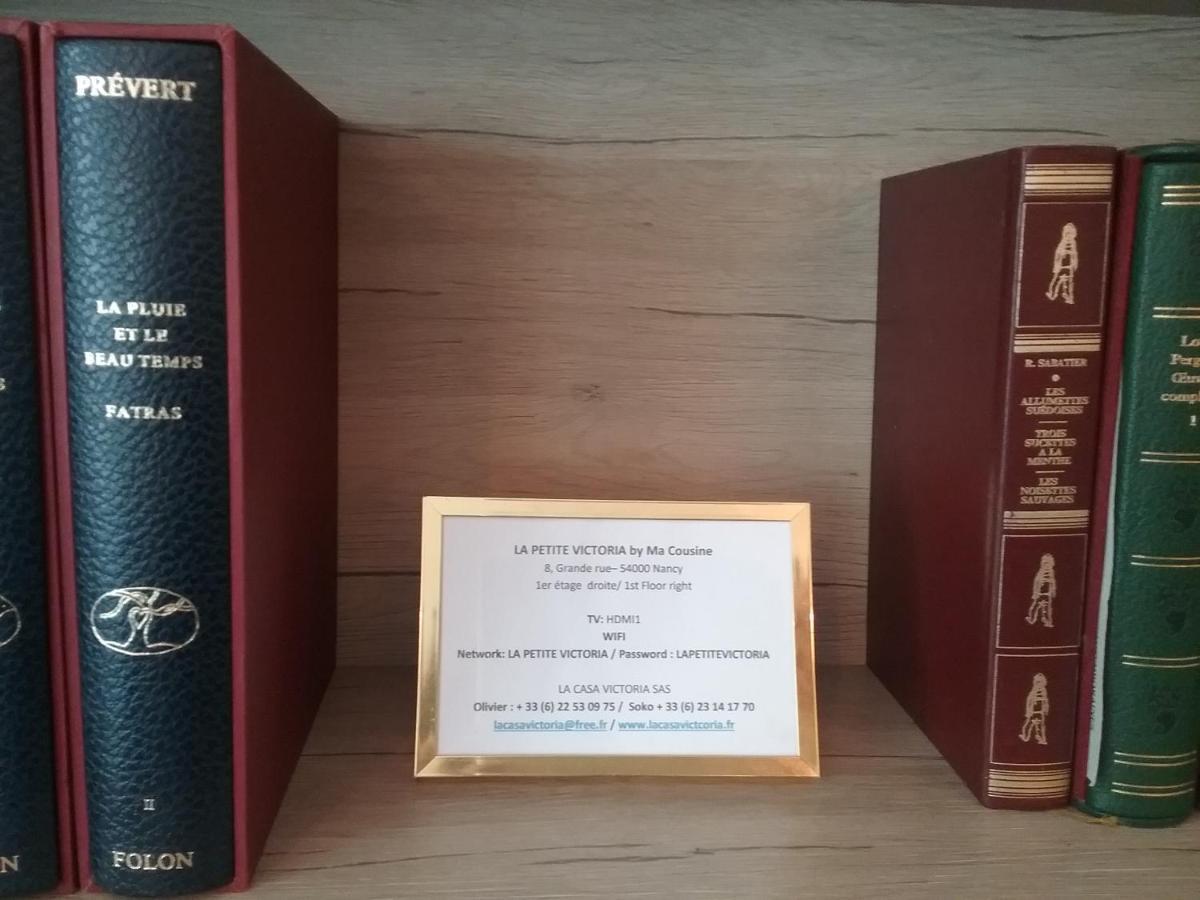 PRÉVERT
LA PLUIE
ET LE
BEAU TEMPS
FATRAS
II
FOLON
LA PETITE VICTORIA by Ma Cousine
8, Grande rue– 54000 Nancy
1er étage droite/ 1st Floor right
TV: HDMI1
WIFI
Network: LA PETITE VICTORIA / Password : LAPETITEVICTORIA
LA CASA VICTORIA SAS
Olivier : + 33 (6) 22 53 09 75 / Soko + 33 (6) 23 14 17 70
lacasavictoria@free.fr / www.lacasavictcoria.fr
R. SABATIER
LES
ALLUMETTES
SUÉDOISES
TROIS
SUCETTES
A LA
MENTHE
LES
NOISETTES
SAUVAGES
1